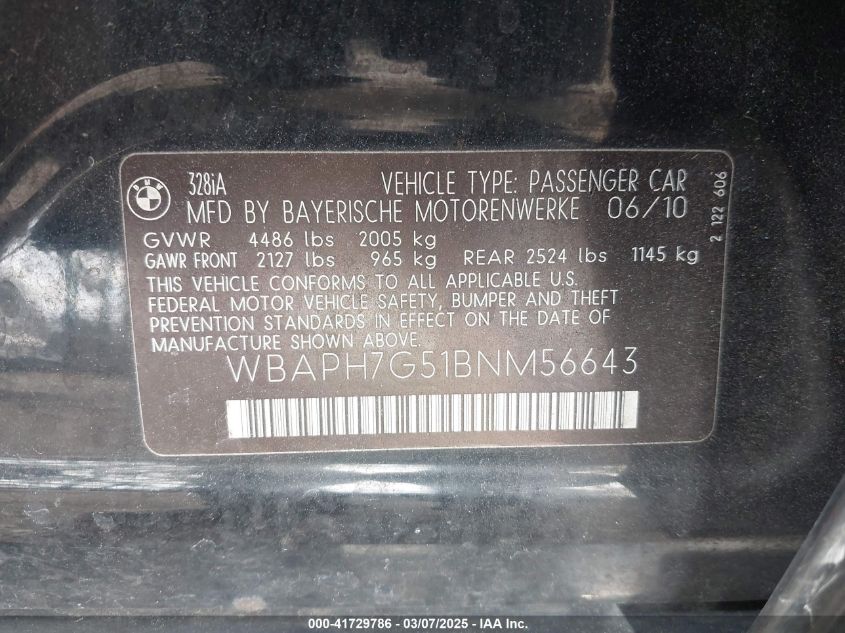 BMW
328iA VEHICLE TYPE: PASSENGER CAR
MFD BY BAYERISCHE MOTORENWERKE 06/10
GVWR 4486 lbs 2005 kg
GAWR FRONT 2127 lbs 965 kg REAR 2524 lbs 1145 kg
THIS VEHICLE CONFORMS TO ALL APPLICABLE U.S.
FEDERAL MOTOR VEHICLE SAFETY, BUMPER AND THEFT
PREVENTION STANDARDS IN EFFECT ON THE DATE OF
MANUFACTURE SHOWN ABOVE.
WBAPH7G51BNM56643
2 122 606
000-41729786 - 03/07/2025 - IAA Inc.